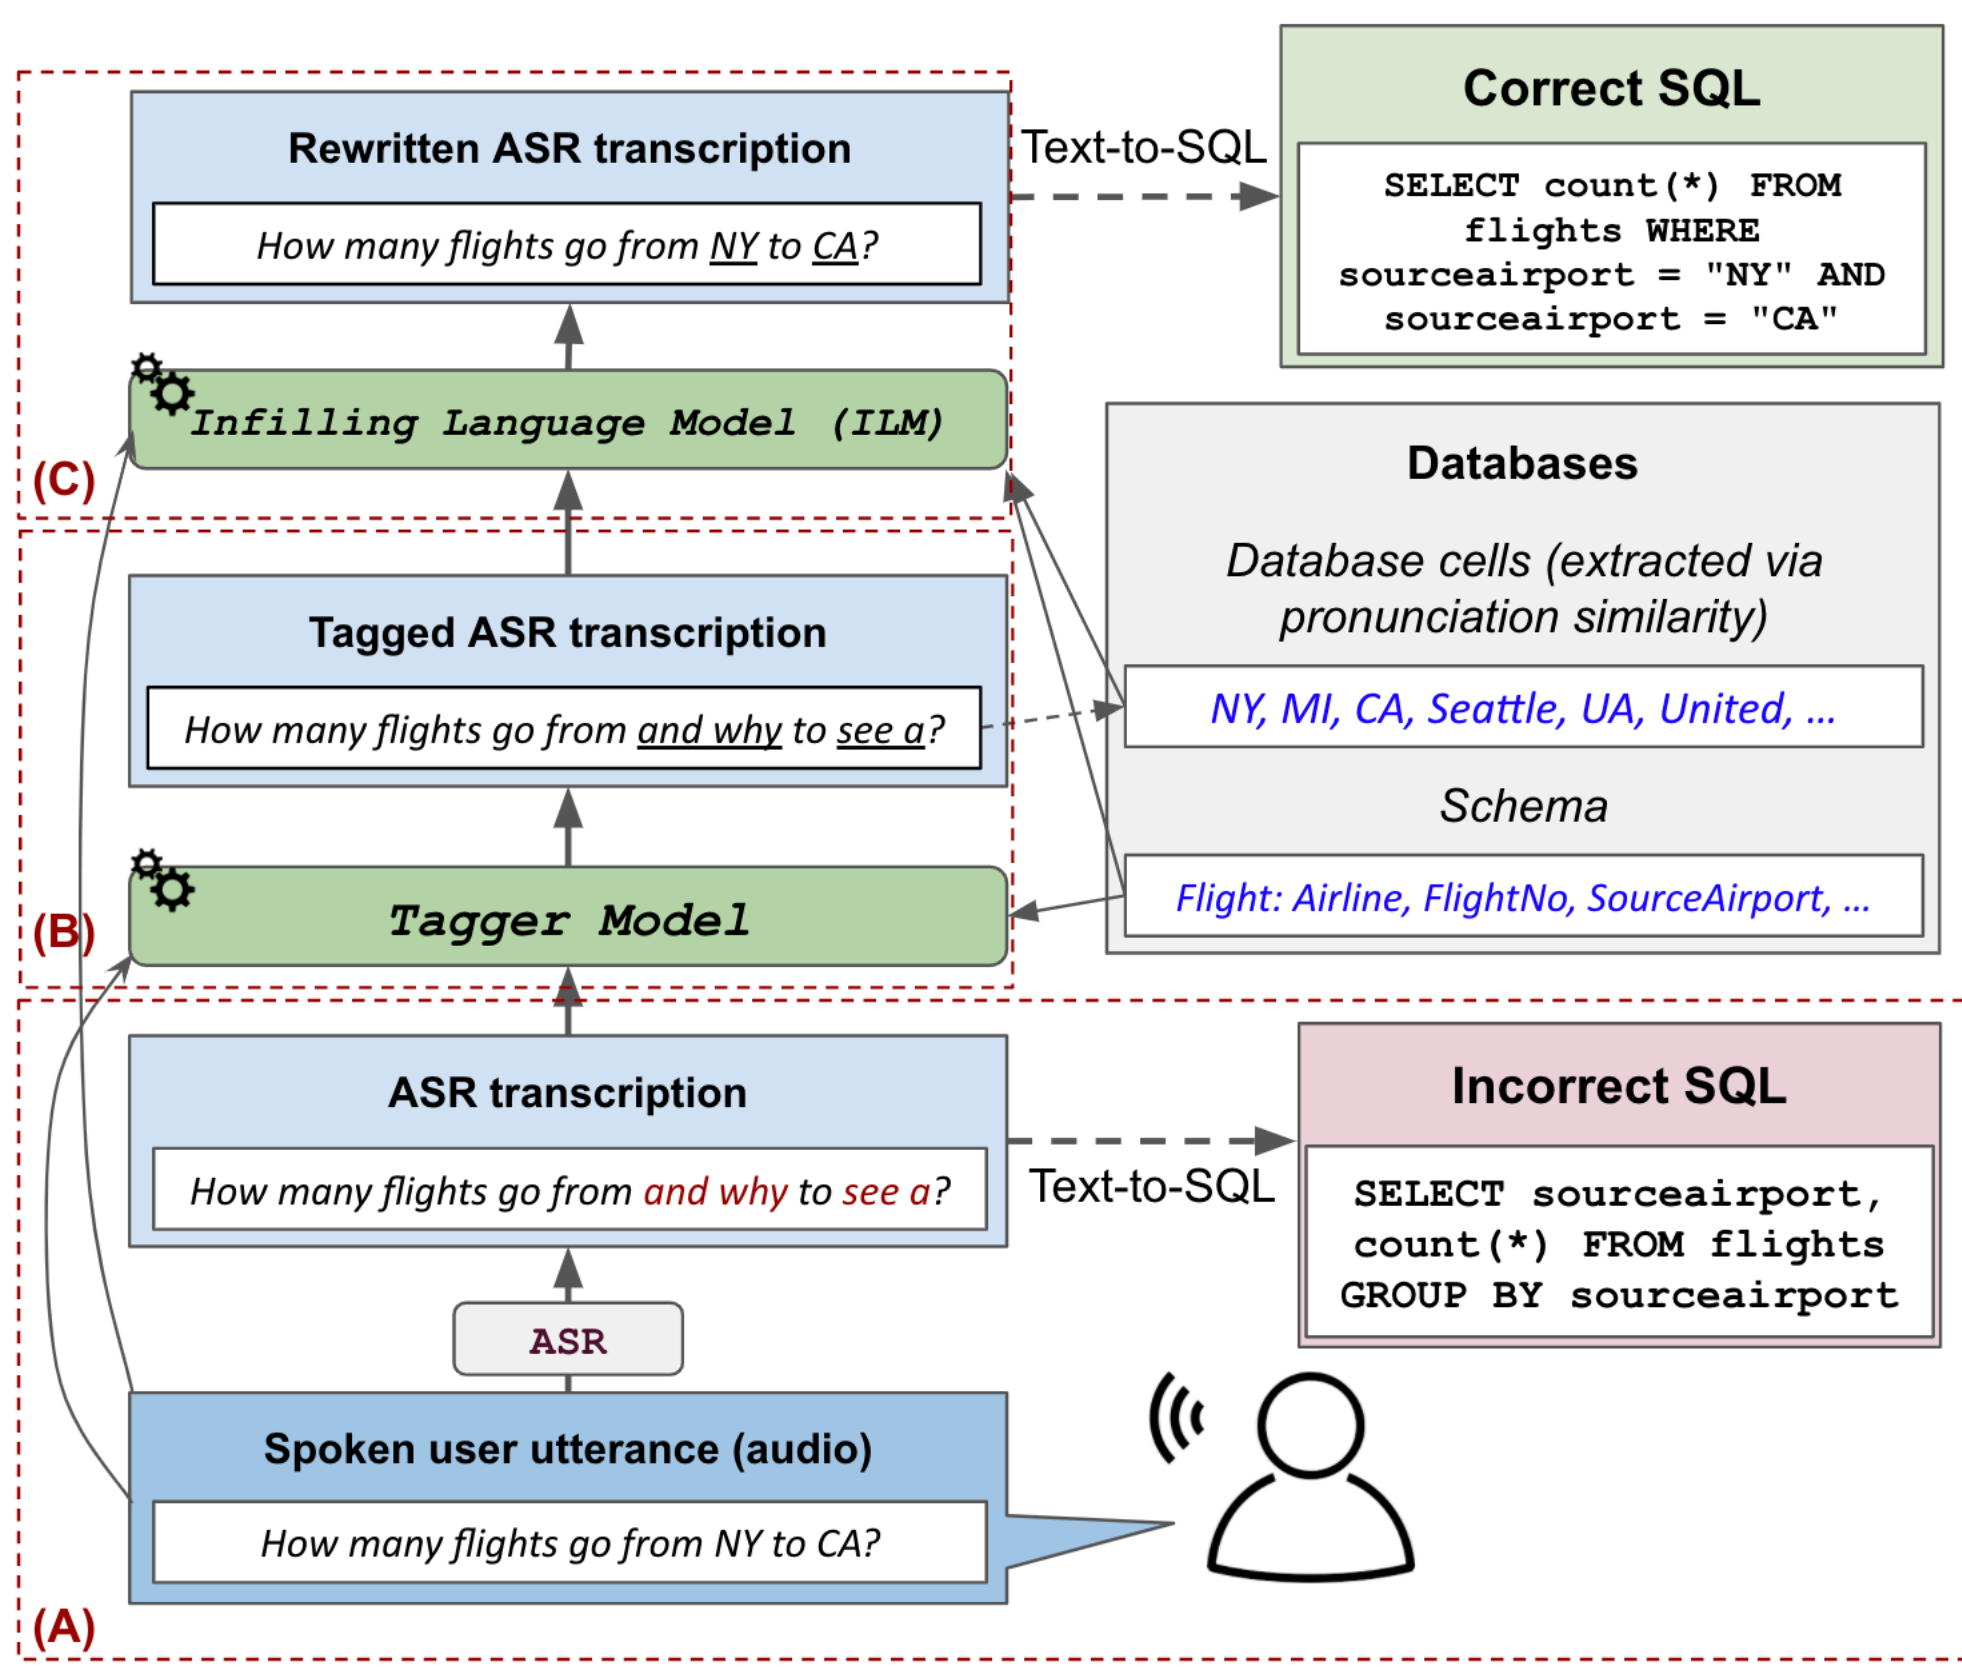 Rewritten ASR transcription
How many flights go from NY to CA?
Text-to-SQL
Correct SQL
SELECT count(*) FROM
flights WHERE
sourceairport = "NY" AND
sourceairport = "CA"
Infilling Language Model (ILM)
(C)
Databases
Database cells (extracted via
pronunciation similarity)
NY, MI, CA, Seattle, UA, United, ...
Schema
Flight: Airline, FlightNo, SourceAirport, ...
Tagged ASR transcription
How many flights go from and why to see a?
Tagger Model
(B)
ASR transcription
How many flights go from and why to see a?
Text-to-SQL
Incorrect SQL
SELECT sourceairport,
count(*) FROM flights
GROUP BY sourceairport
ASR
Spoken user utterance (audio)
How many flights go from NY to CA?
(A)